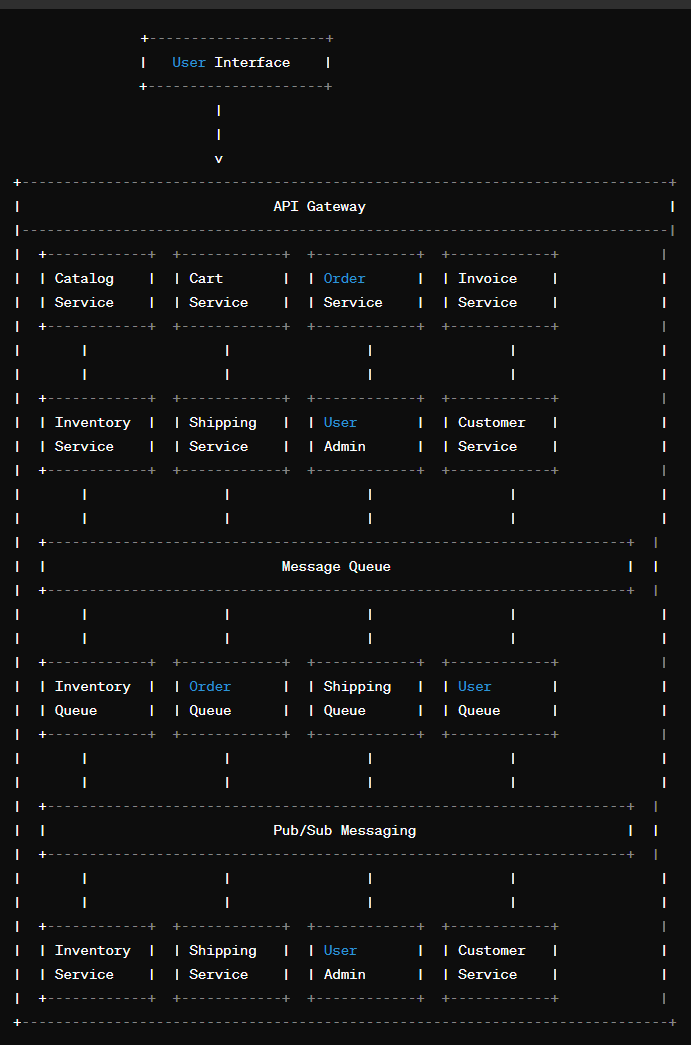 User Interface
v
API Gateway
Catalog Cart Order Invoice
Service Service Service Service
Inventory Shipping User Customer
Service Service Admin Service
Message Queue
Inventory Order Shipping User
Queue Queue Queue Queue
Pub/Sub Messaging
Inventory Shipping User Customer
Service Service Admin Service